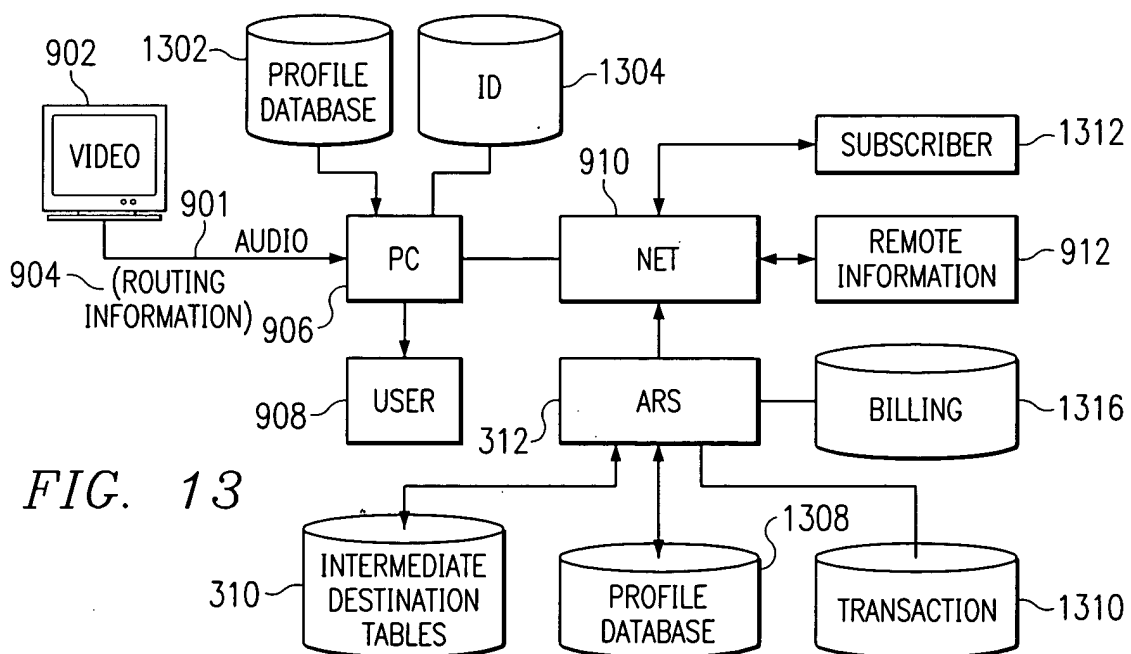 902
VIDEO
1302
PROFILE
DATABASE
ID
1304
901
AUDIO
904
(ROUTING
INFORMATION)
PC
906
910
NET
SUBSCRIBER
1312
REMOTE
INFORMATION
912
USER
908
ARS
312
BILLING
1316
FIG. 13
INTERMEDIATE
DESTINATION
TABLES
310
PROFILE
DATABASE
1308
TRANSACTION
1310